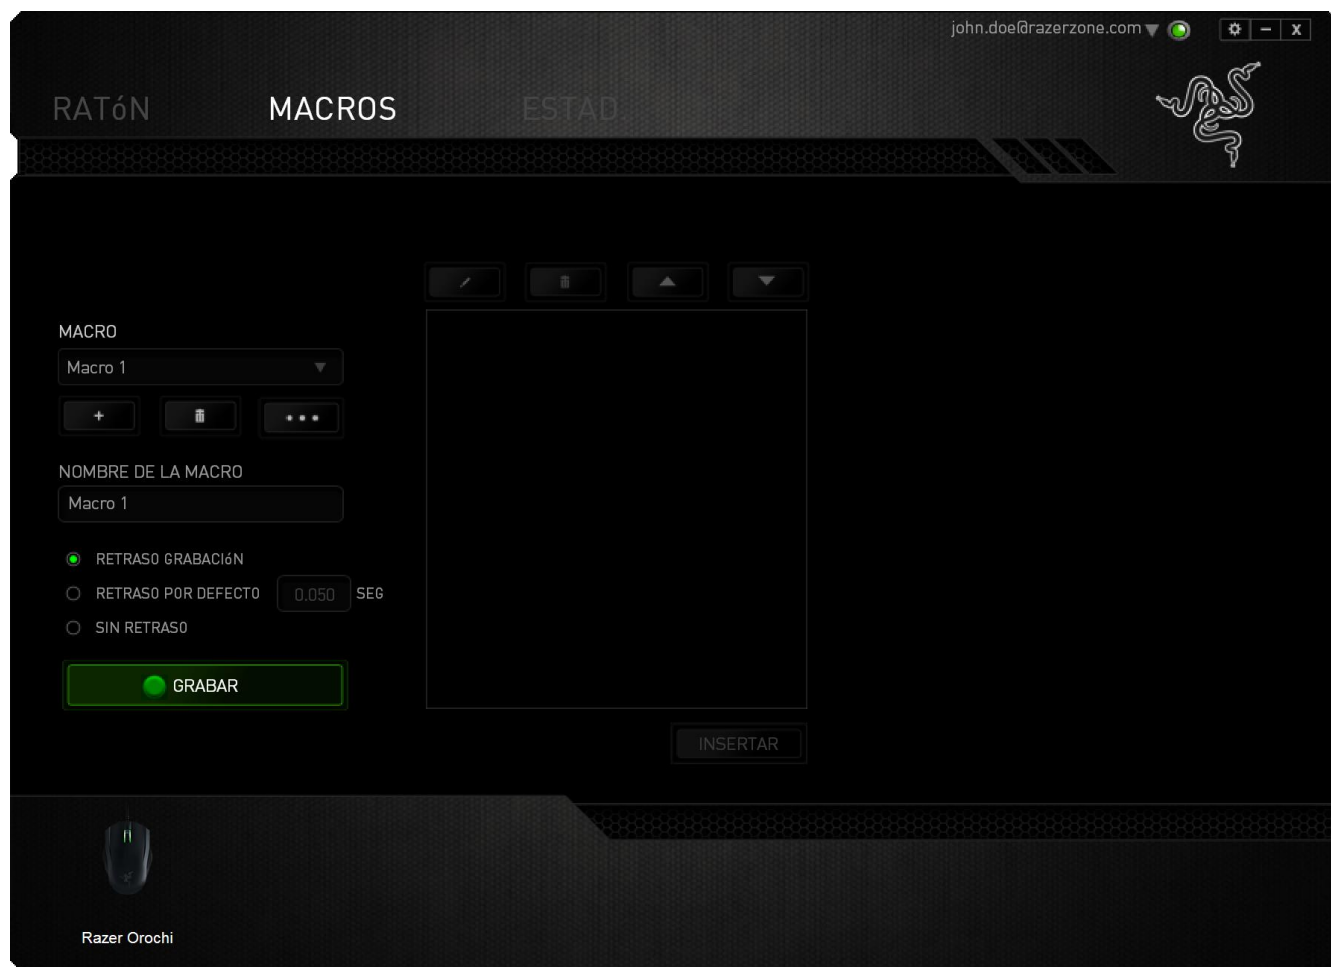 john.doe@razerzone.com
RATóN MACROS ESTAD
MACRO
Macro 1
NOMBRE DE LA MACRO
Macro 1
RETRASO GRABACIóN
RETRASO POR DEFECTO 0.050 SEG
SIN RETRASO
GRABAR
INSERTAR
Razer Orochi